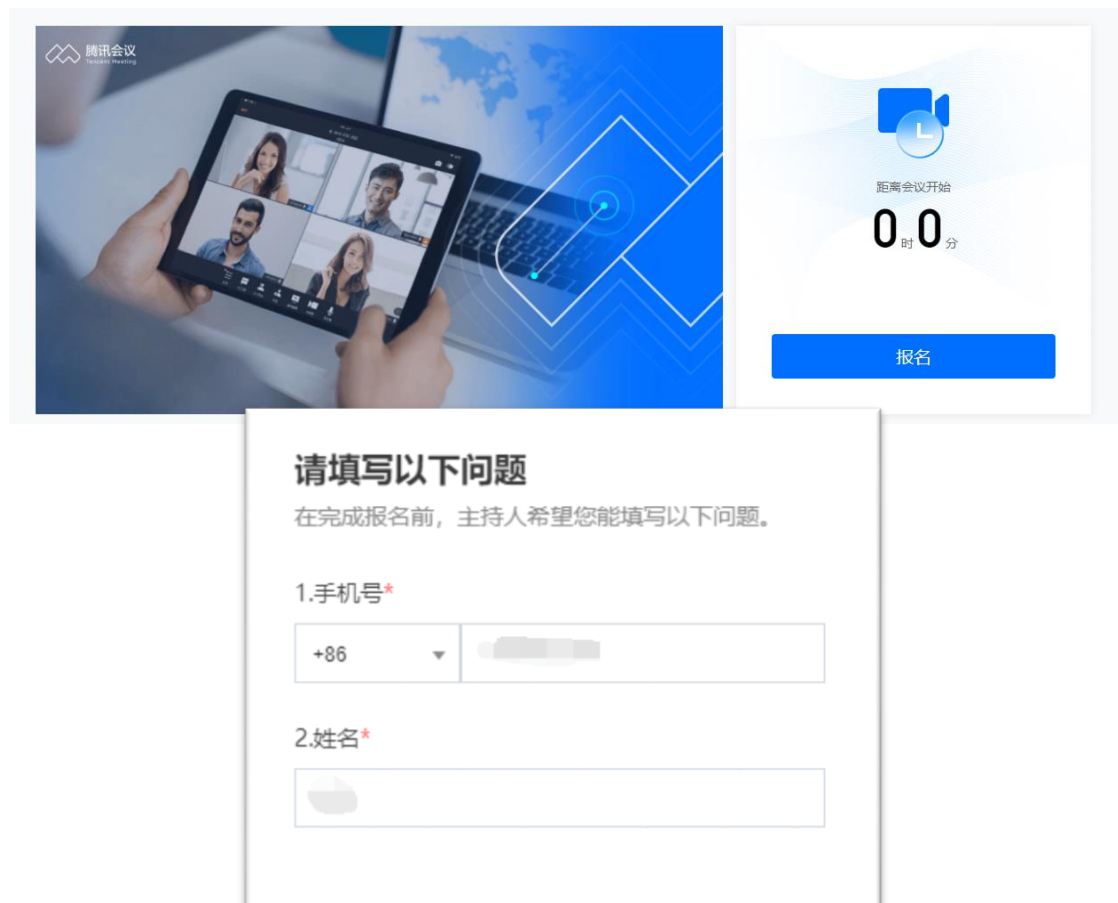 腾讯会议
Tencent Meeting
距离会议开始
0时0分
报名
请填写以下问题
在完成报名前，主持人希望您能填写以下问题。
1.手机号*
+86
2.姓名*